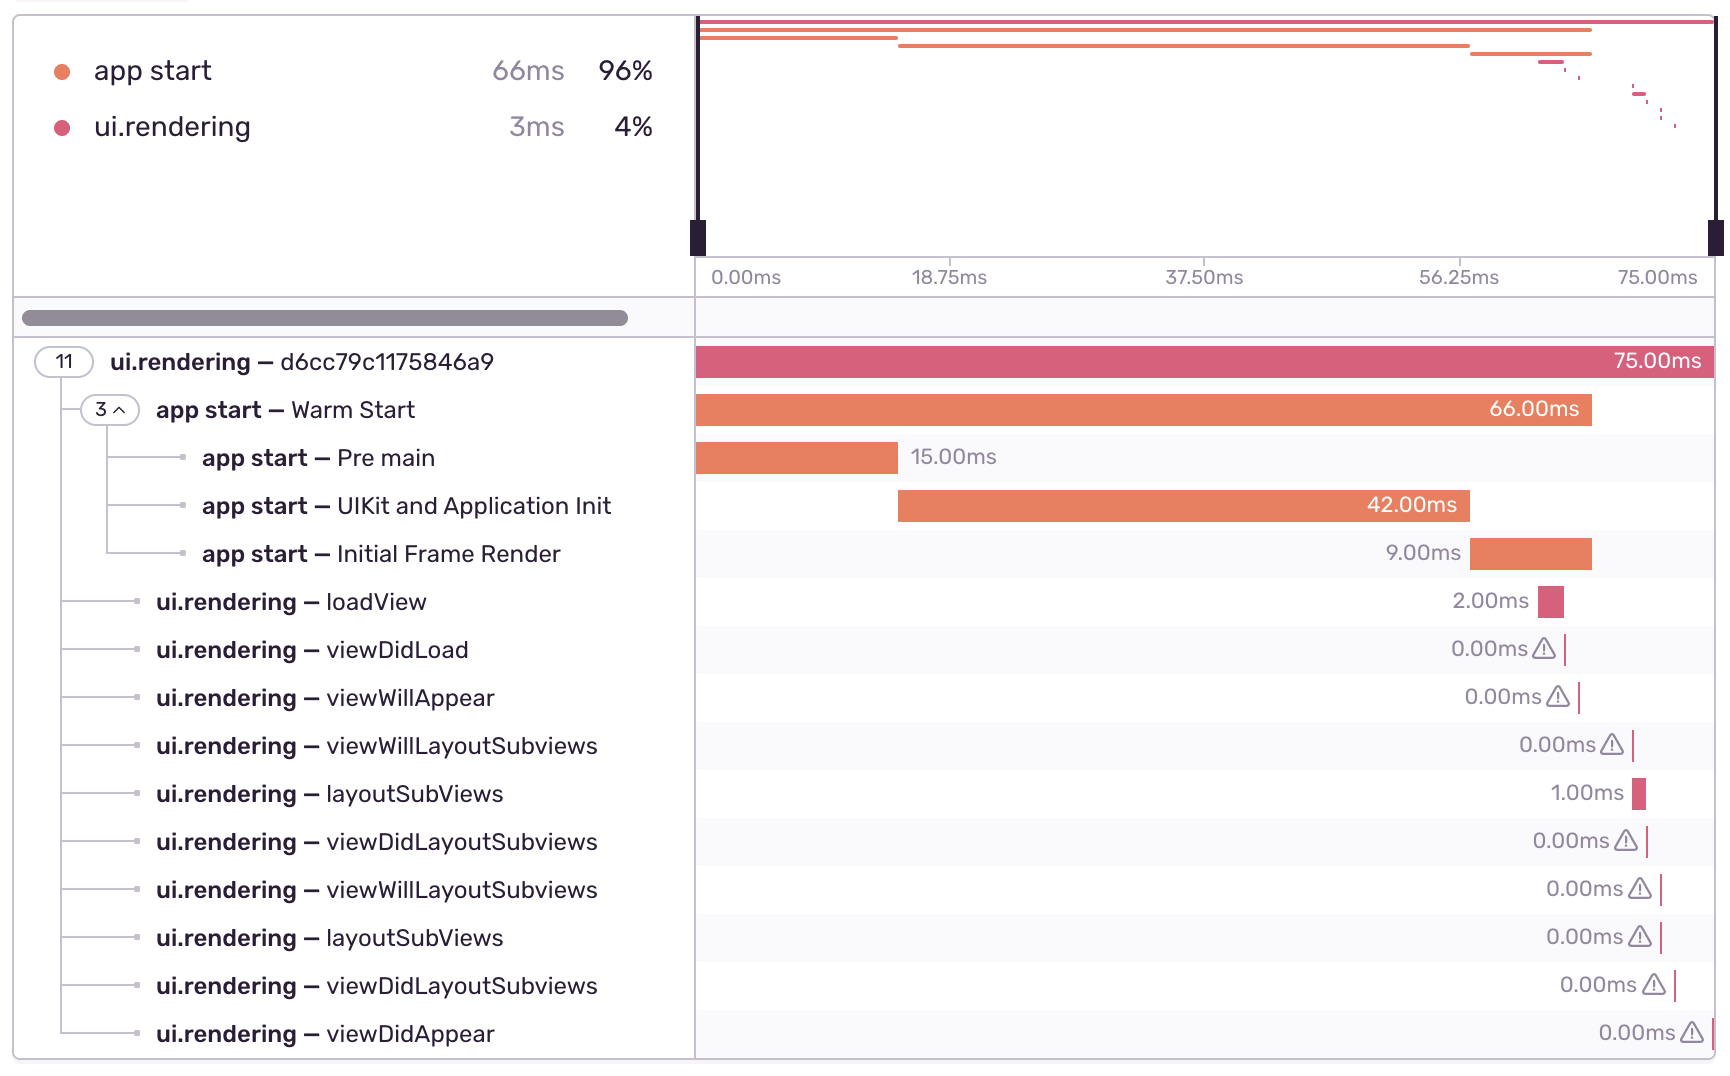 app start 66ms 96%
ui.rendering 3ms 4%
0.00ms 18.75ms 37.50ms 56.25ms 75.00ms
11 ui.rendering — d6cc79c1175846a9 75.00ms
3 app start — Warm Start 66.00ms
app start — Pre main 15.00ms
app start — UIKit and Application Init 42.00ms
app start — Initial Frame Render 9.00ms
ui.rendering — loadView 2.00ms
ui.rendering — viewDidLoad 0.00ms
ui.rendering — viewWillAppear 0.00ms
ui.rendering — viewWillLayoutSubviews 0.00ms
ui.rendering — layoutSubViews 1.00ms
ui.rendering — viewDidLayoutSubviews 0.00ms
ui.rendering — viewWillLayoutSubviews 0.00ms
ui.rendering — layoutSubViews 0.00ms
ui.rendering — viewDidLayoutSubviews 0.00ms
ui.rendering — viewDidAppear 0.00ms